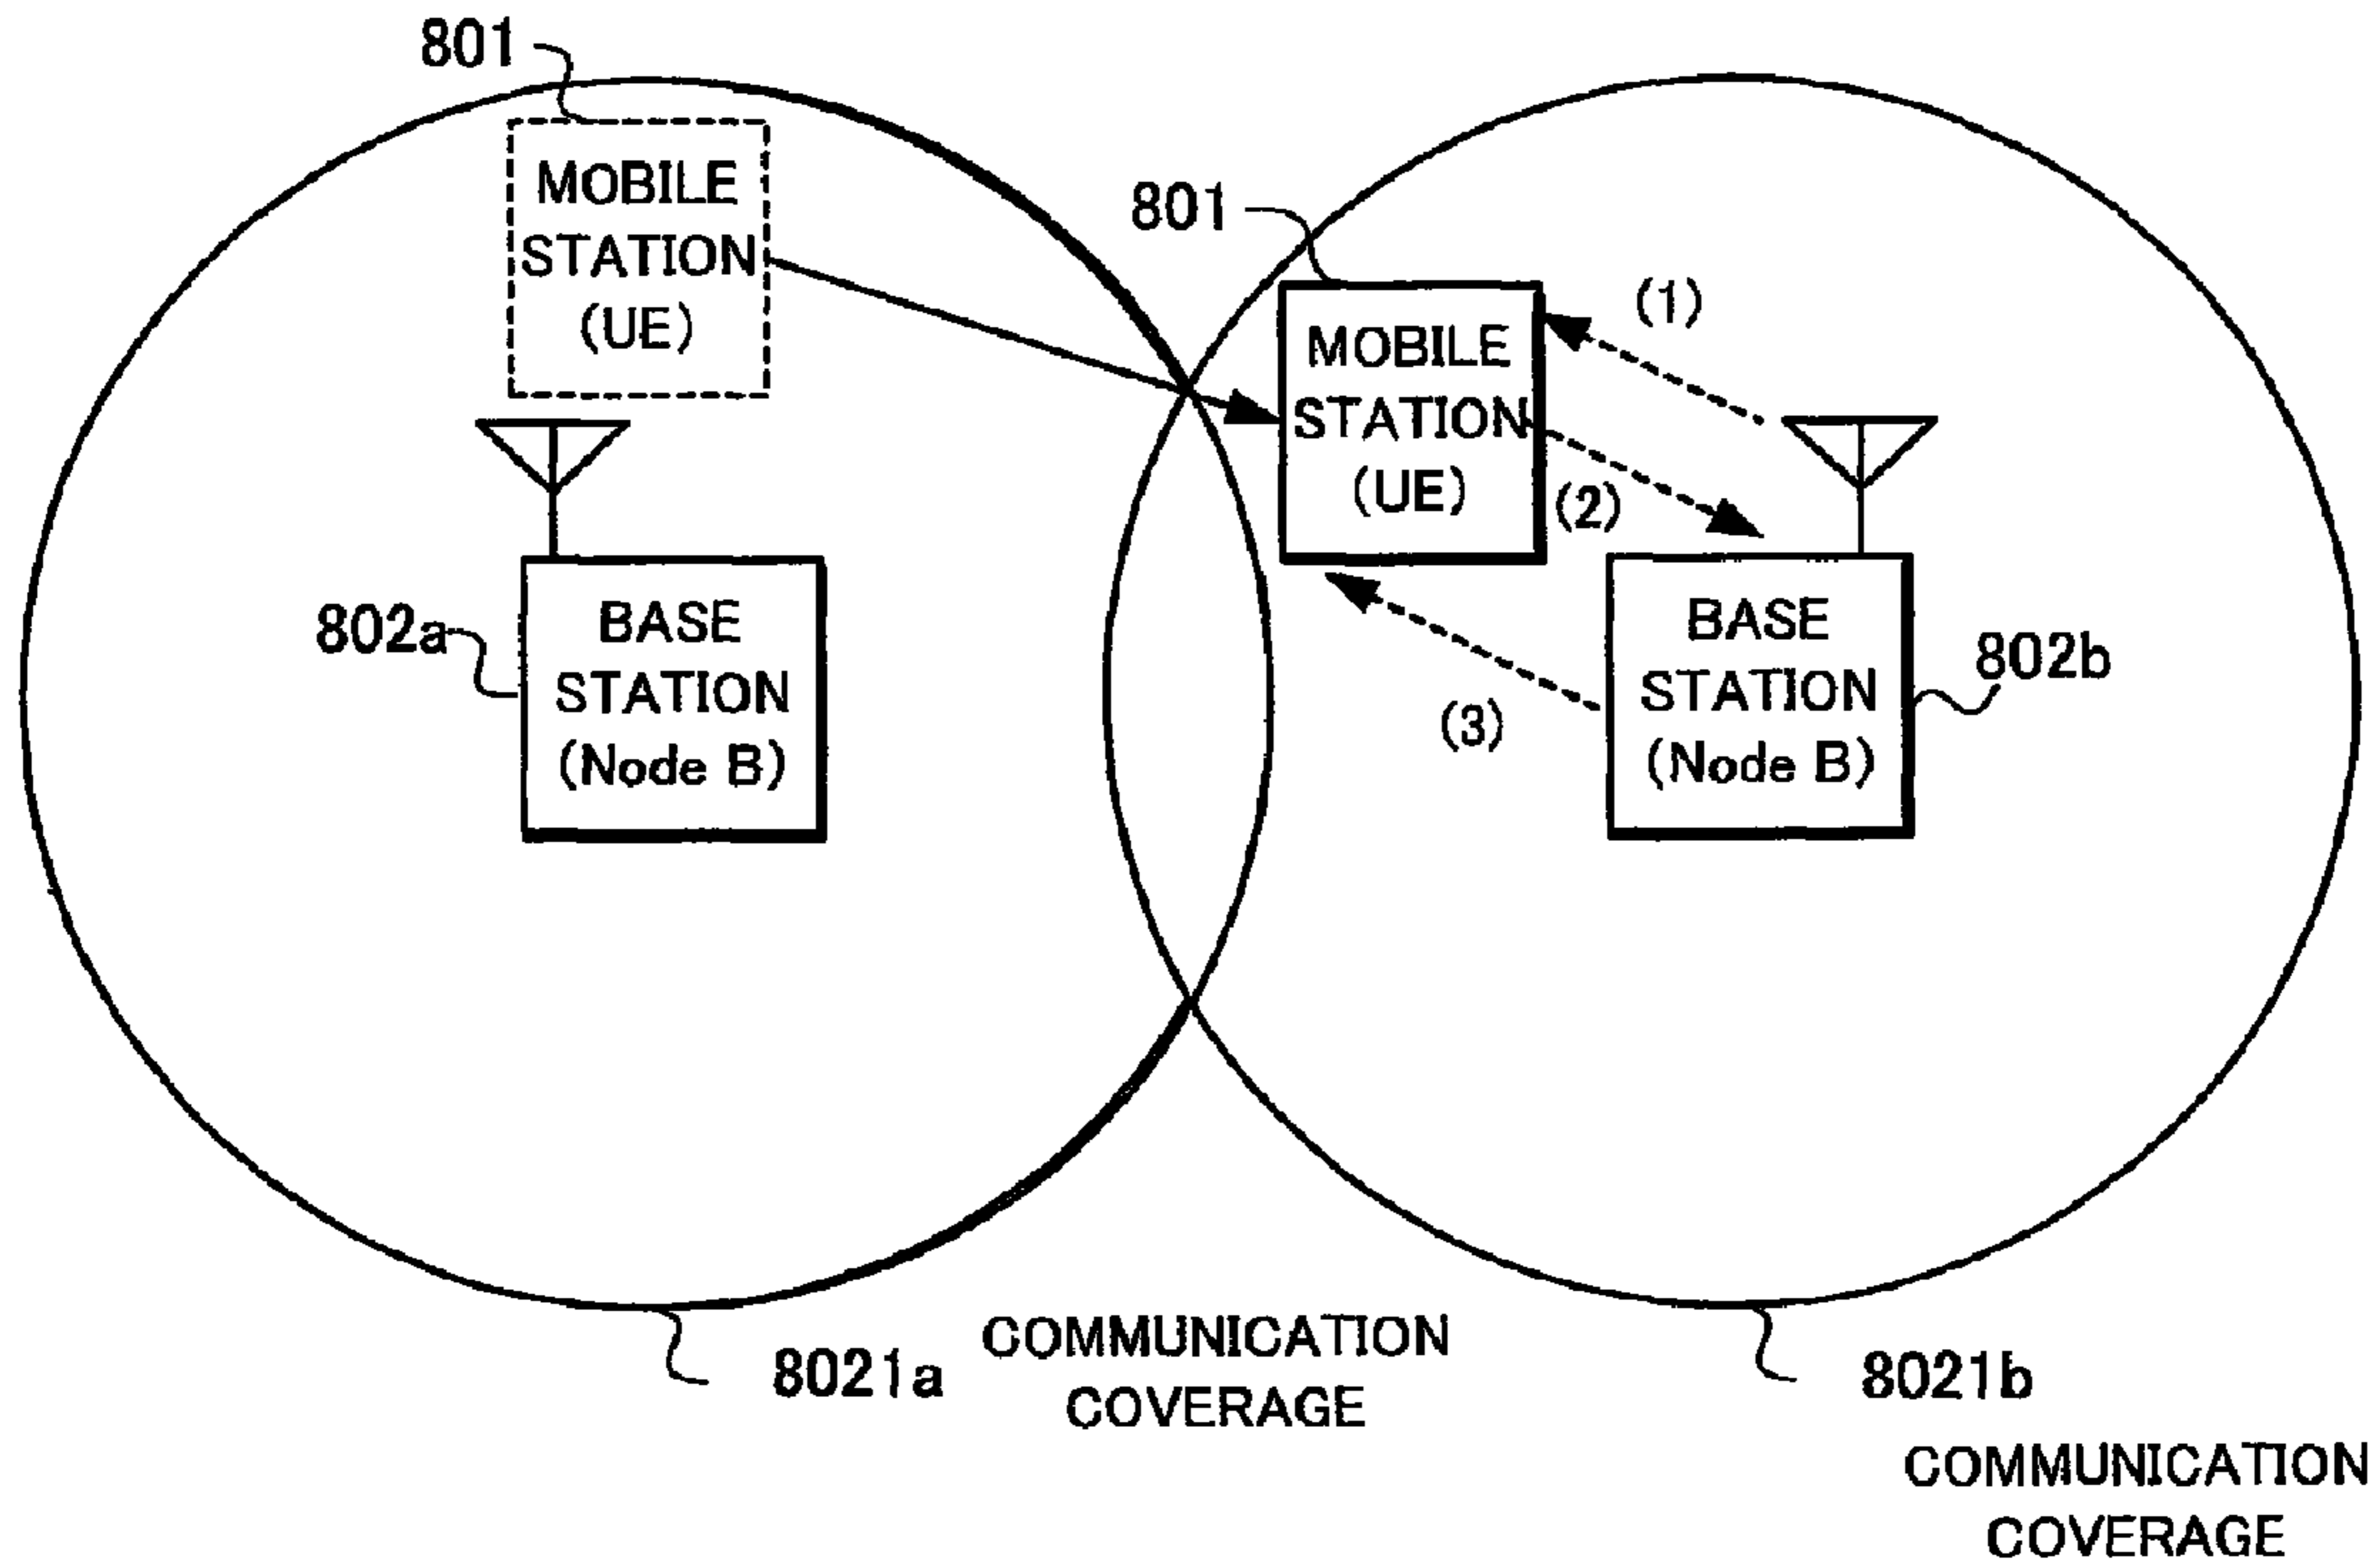 801
MOBILE
STATION
(UE)
801
MOBILE
STATION
(UE)
(1)
(2)
(3)
802a
BASE
STATION
(Node B)
BASE
STATION
(Node B)
802b
8021a
COMMUNICATION
COVERAGE
8021b
COMMUNICATION
COVERAGE